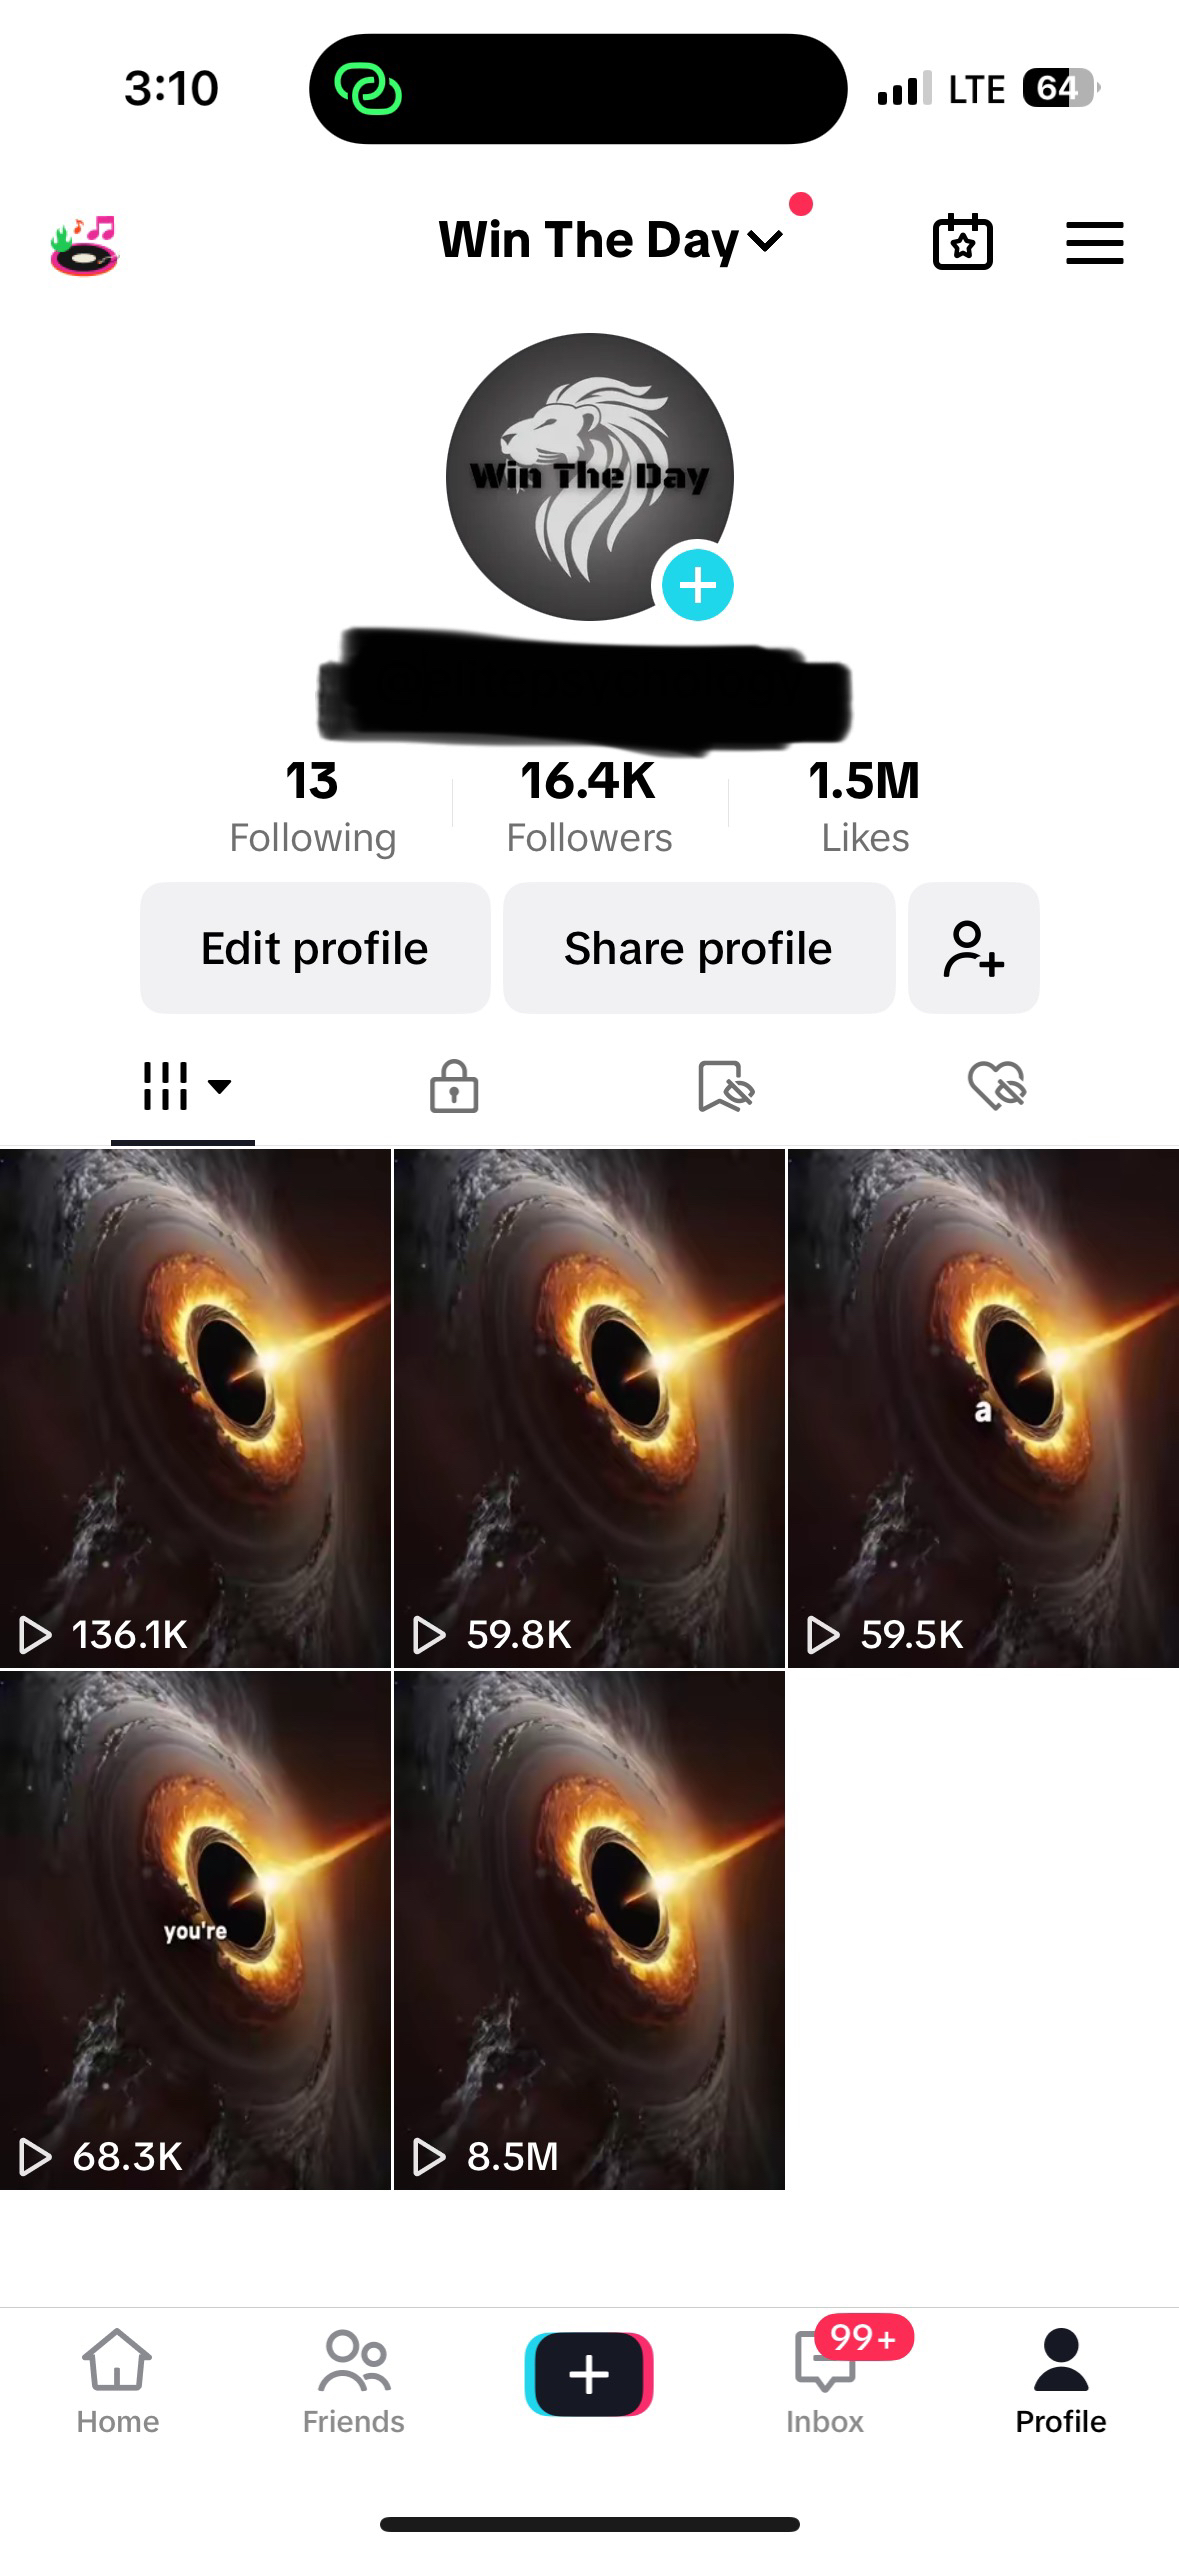 3:10
LTE 64
Win The Day
Win The Day
13 16.4K 1.5M
Following Followers Likes
Edit profile Share profile
a
136.1K 59.8K 59.5K
you're
68.3K 8.5M
99+
Home Friends Inbox Profile